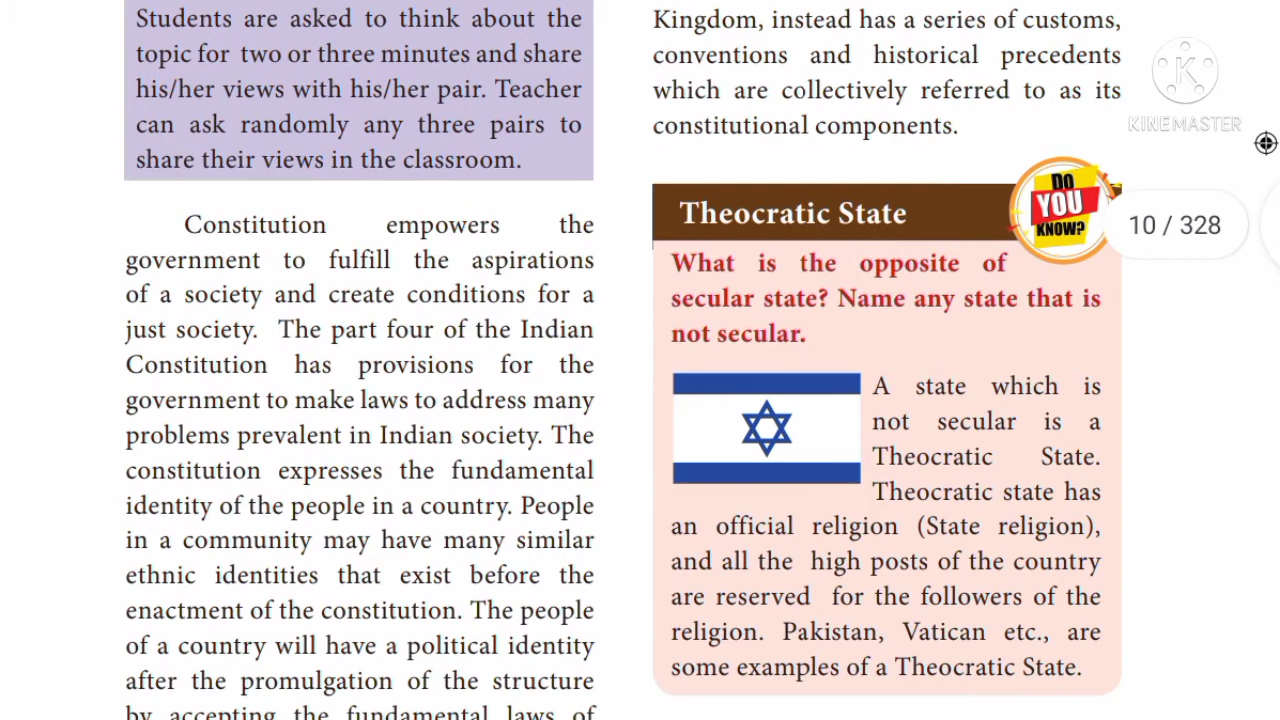 Students are asked to think about the
topic for two or three minutes and share
his/her views with his/her pair. Teacher
can ask randomly any three pairs to
share their views in the classroom.
Constitution empowers the
government to fulfill the aspirations
of a society and create conditions for a
just society. The part four of the Indian
Constitution has provisions for the
government to make laws to address many
problems prevalent in Indian society. The
constitution expresses the fundamental
identity of the people in a country. People
in a community may have many similar
ethnic identities that exist before the
enactment of the constitution. The people
of a country will have a political identity
after the promulgation of the structure
by accepting the fundamental laws of
Kingdom, instead has a series of customs,
conventions and historical precedents
which are collectively referred to as its
constitutional components.
Theocratic State
DO
YOU
KNOW?
What is the opposite of
secular state? Name any state that is
not secular.
A state which is
not secular is a
Theocratic State.
Theocratic state has
an official religion (State religion),
and all the high posts of the country
are reserved for the followers of the
religion. Pakistan, Vatican etc., are
some examples of a Theocratic State.
K
KINEMASTER
10 / 328